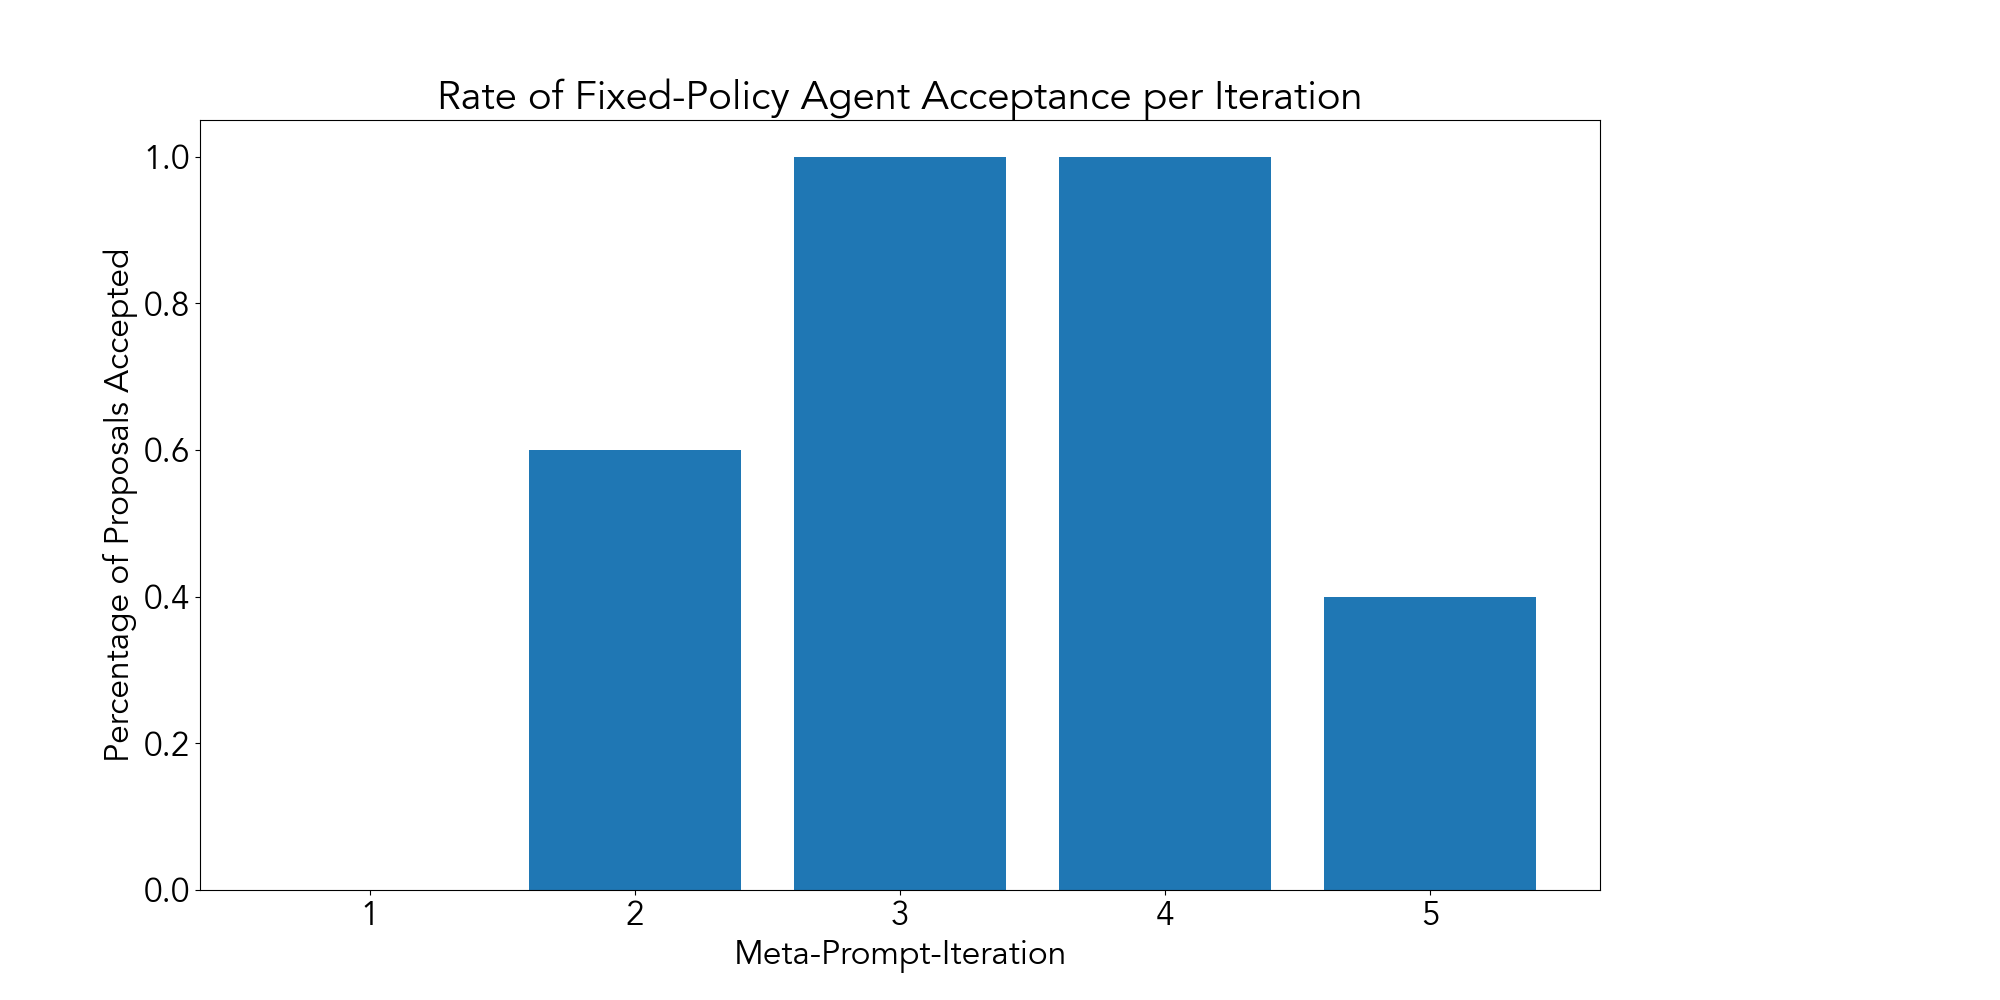 Rate of Fixed-Policy Agent Acceptance per Iteration
Percentage of Proposals Accepted
1.0
0.8
0.6
0.4
0.2
0.0
1 2 3 4 5
Meta-Prompt-Iteration